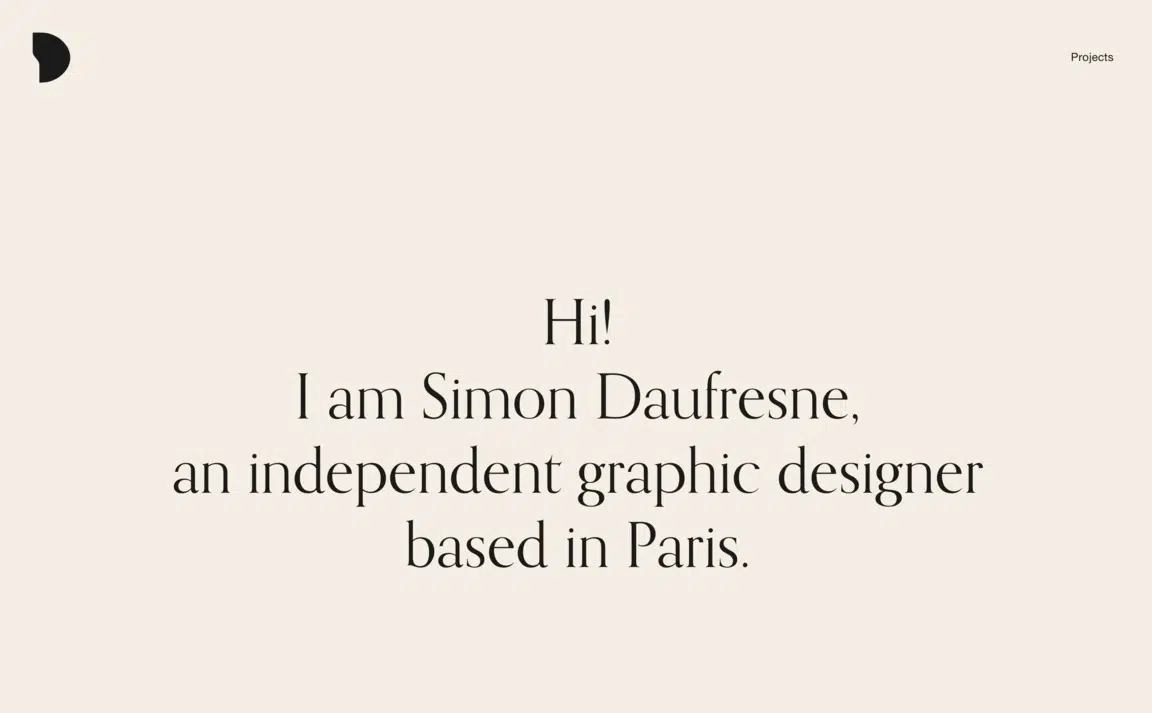 Projects
Hi!
I am Simon Daufresne,
an independent graphic designer
based in Paris.